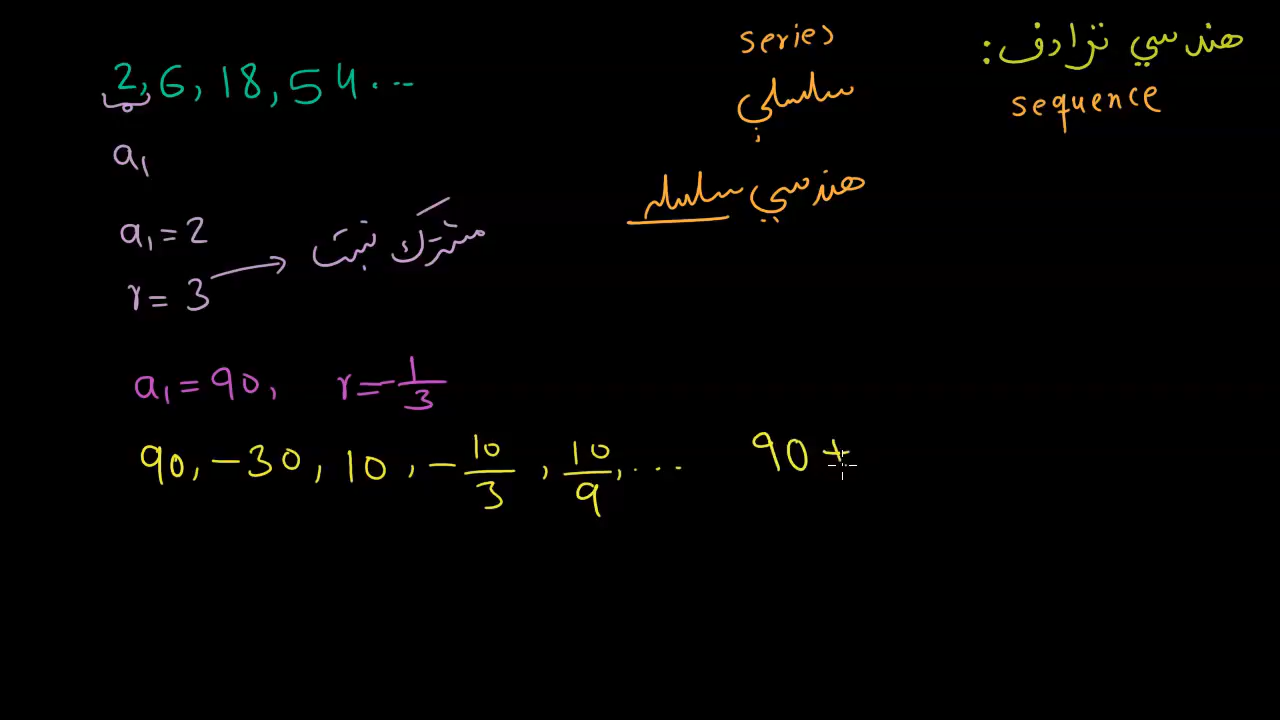 هندسي ترادف:
sequence
series
سلسلې
هندسي سلسله
2, 6, 18, 54 ...
a₁
a₁ = 2
r = 3 → مشترک نسبت
a₁ = 90, r = -1/3
90, -30, 10, -10/3, 10/9, ... 90 +